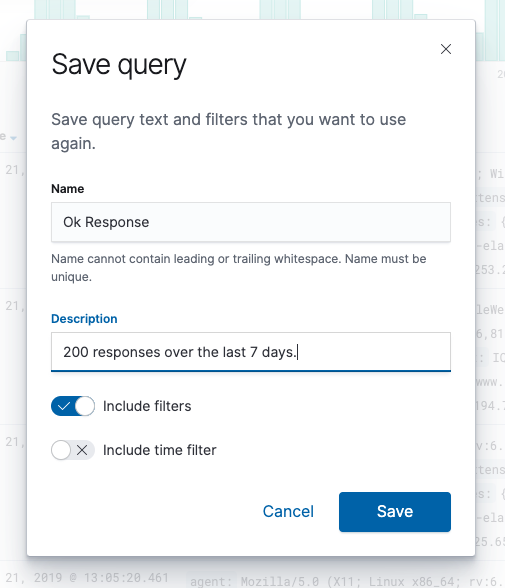 Save query
Save query text and filters that you want to use
again.
Name
Ok Response
Name cannot contain leading or trailing whitespace. Name must be
unique.
Description
200 responses over the last 7 days.
Include filters
Include time filter
Cancel
Save
21, 2019 @ 13:05:20.461
agent: Mozilla/5.0 (X11; Linux x86_64; rv:6.